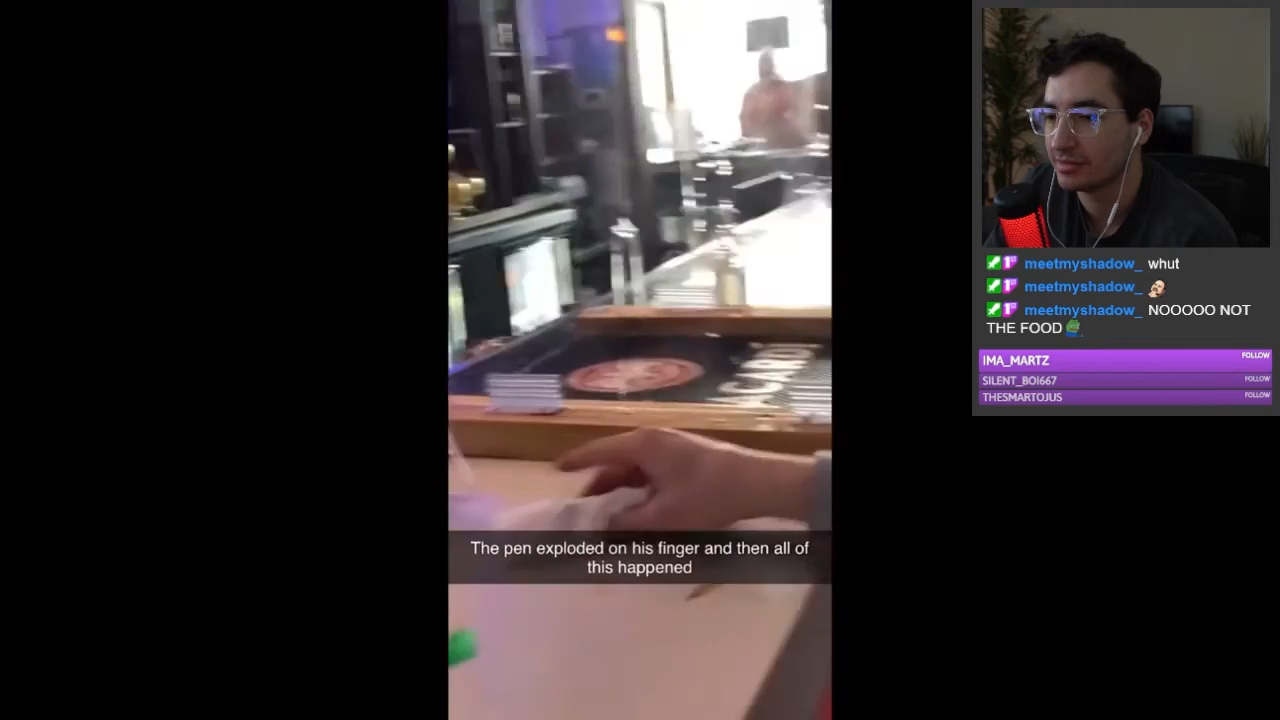 The pen exploded on his finger and then all of
this happened
meetmyshadow_ whut
meetmyshadow_
meetmyshadow_ NOOOOO NOT
THE FOOD
IMA_MARTZ FOLLOW
SILENT_BOI667 FOLLOW
THESMARTOJUS FOLLOW